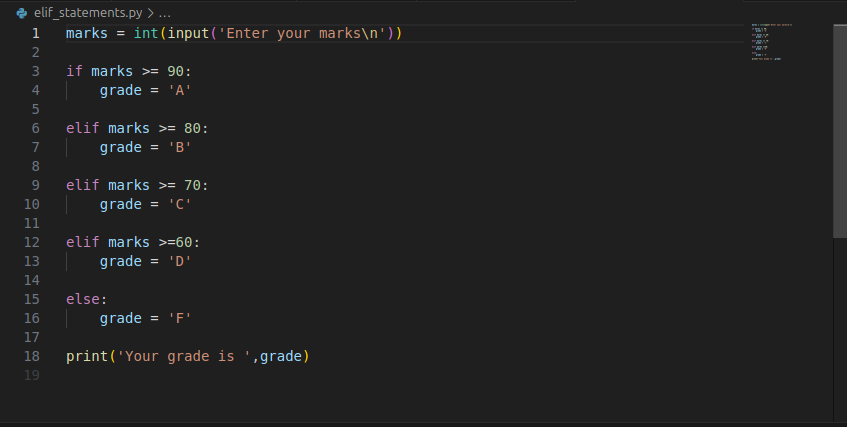 elif_statements.py > ...
1 marks = int(input('Enter your marks\n'))
2
3 if marks >= 90:
4     grade = 'A'
5
6 elif marks >= 80:
7     grade = 'B'
8
9 elif marks >= 70:
10     grade = 'C'
11
12 elif marks >=60:
13     grade = 'D'
14
15 else:
16     grade = 'F'
17
18 print('Your grade is ',grade)
19